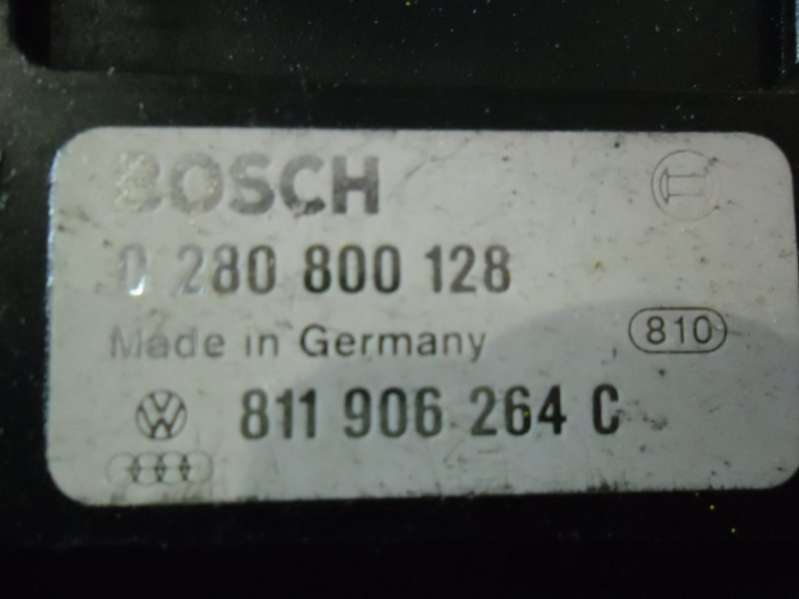 BOSCH
0 280 800 128
Made in Germany 810
811 906 264 C